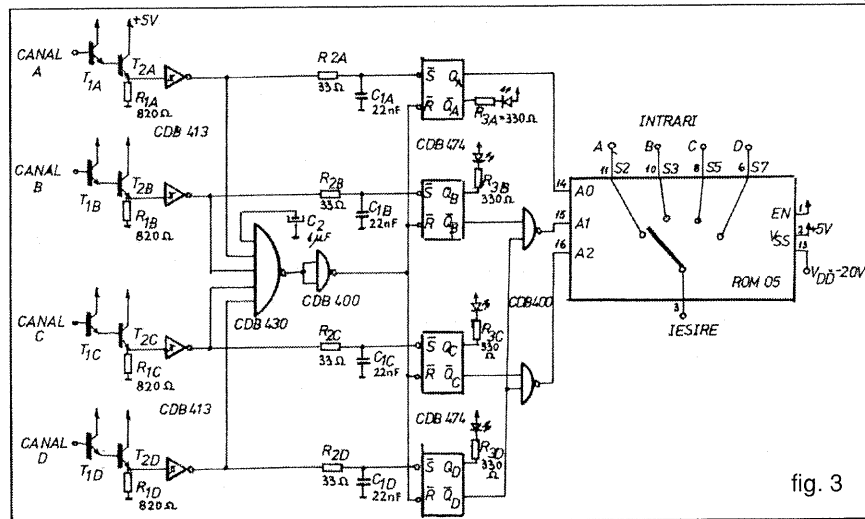 +5V
CANAL A
T1A
T2A
R1A
820Ω
CDB 413
R2A
33Ω
C1A
22nF
S̅
QA
R̅
Q̅A
R3A=330Ω
CDB 474
CANAL B
T1B
T2B
R1B
820Ω
R2B
33Ω
C1B
22nF
S̅
QB
R̅
Q̅B
R3B
330Ω
C2
1µF
CDB 430
CDB 400
CANAL C
T1C
T2C
R1C
820Ω
CDB 413
R2C
33Ω
C1C
22nF
S̅
QC
R̅
Q̅C
R3C
330Ω
CDB 474
CANAL D
T1D
T2D
R1D
820Ω
R2D
33Ω
C1D
22nF
S̅
QD
R̅
Q̅D
R3D
330Ω
CDB400
INTRARI
A B C D
11 S2 10 S3 8 S5 6 S7
14 A0
15 A1
16 A2
EN 1
VSS 2 +5V
13
VDD -20V
ROM 05
3
IESIRE
fig. 3